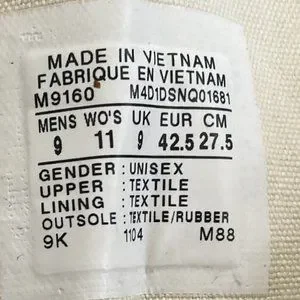 MADE IN VIETNAM
FABRIQUE EN VIETNAM
M9160 M4D1DSNQ01681
MENS WO'S UK EUR CM
9 11 9 42.5 27.5
GENDER : UNISEX
UPPER : TEXTILE
LINING : TEXTILE
OUTSOLE : TEXTILE/RUBBER
9K 1104 M88